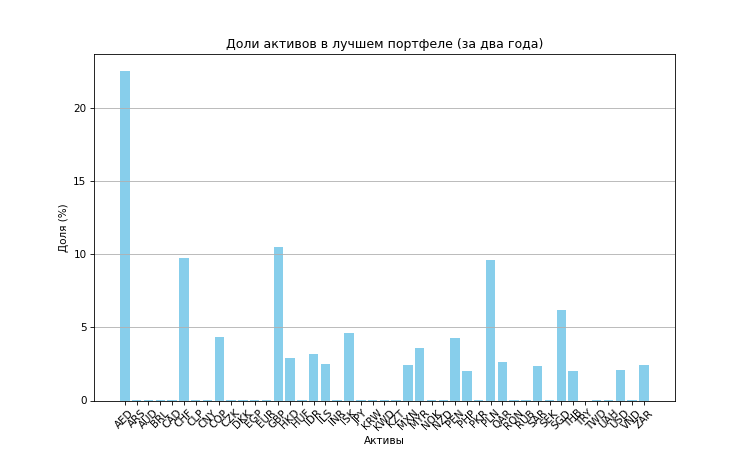 Доли активов в лучшем портфеле (за два года)
Доля (%)
20
15
10
5
0
AED ARS AUD BRL CAD CHF CLP CNY COP CZK DKK EGP EUR GBP HKD HUF IDR ILS INR ISK JPY KRW KWD KZT MXN MYR NOK NZD PEN PHP PKR PLN QAR RON RUB SAR SEK SGD THB TRY TWD UAH USD VND ZAR
Активы